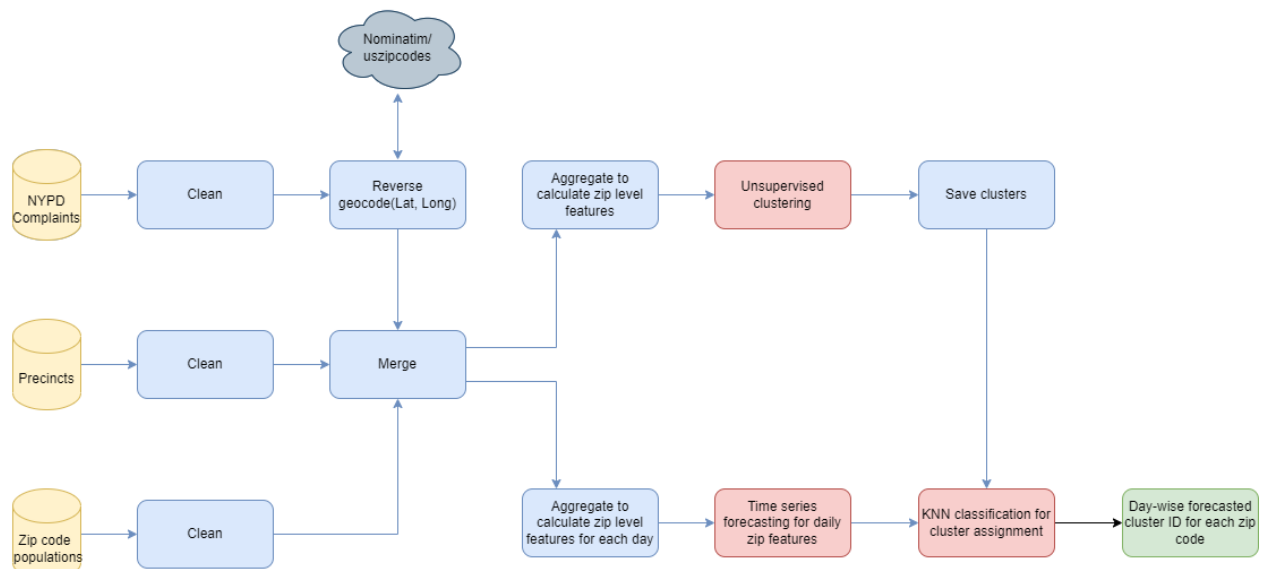 Nominatim/
uszipcodes
NYPD
Complaints
Clean
Reverse
geocode(Lat, Long)
Aggregate to
calculate zip level
features
Unsupervised
clustering
Save clusters
Precincts
Clean
Merge
Zip code
populations
Clean
Aggregate to
calculate zip level
features for each day
Time series
forecasting for daily
zip features
KNN classification for
cluster assignment
Day-wise forecasted
cluster ID for each zip
code